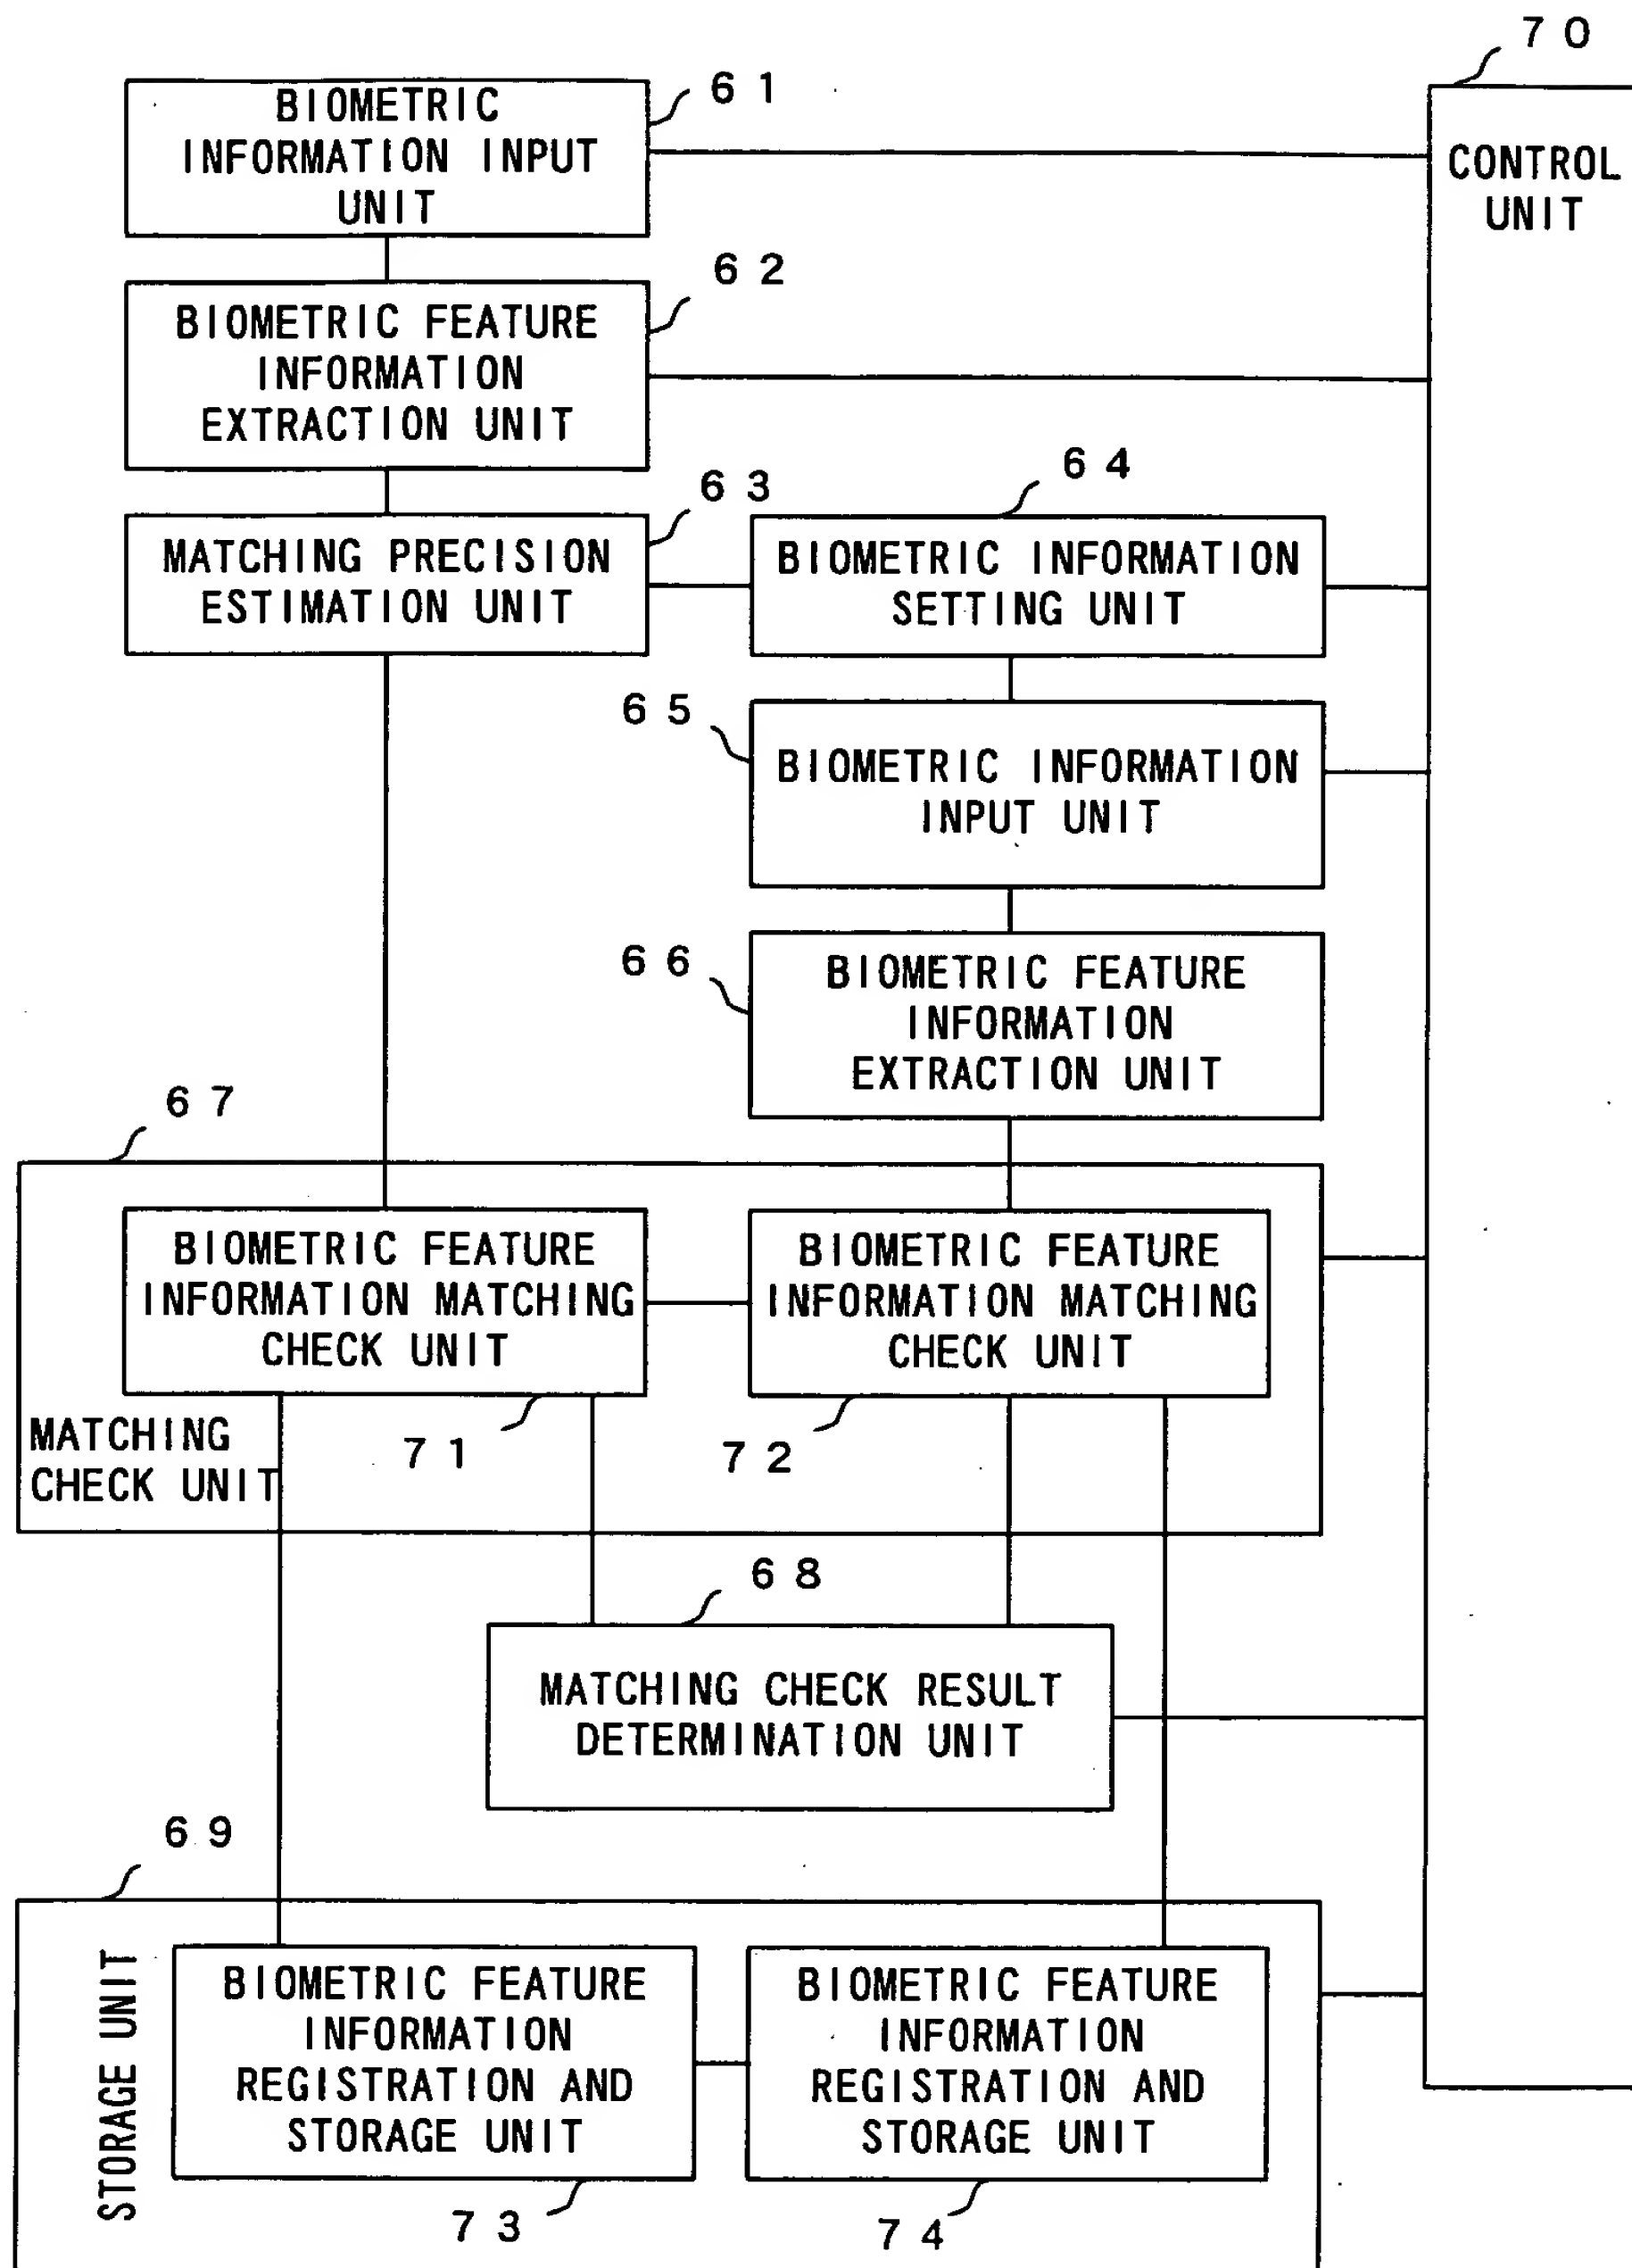 70
61
BIOMETRIC
INFORMATION INPUT
UNIT
CONTROL
UNIT
62
BIOMETRIC FEATURE
INFORMATION
EXTRACTION UNIT
63
MATCHING PRECISION
ESTIMATION UNIT
64
BIOMETRIC INFORMATION
SETTING UNIT
65
BIOMETRIC INFORMATION
INPUT UNIT
66
BIOMETRIC FEATURE
INFORMATION
EXTRACTION UNIT
67
BIOMETRIC FEATURE
INFORMATION MATCHING
CHECK UNIT
BIOMETRIC FEATURE
INFORMATION MATCHING
CHECK UNIT
MATCHING
CHECK UNIT
71
72
68
MATCHING CHECK RESULT
DETERMINATION UNIT
69
STORAGE UNIT
BIOMETRIC FEATURE
INFORMATION
REGISTRATION AND
STORAGE UNIT
BIOMETRIC FEATURE
INFORMATION
REGISTRATION AND
STORAGE UNIT
73
74